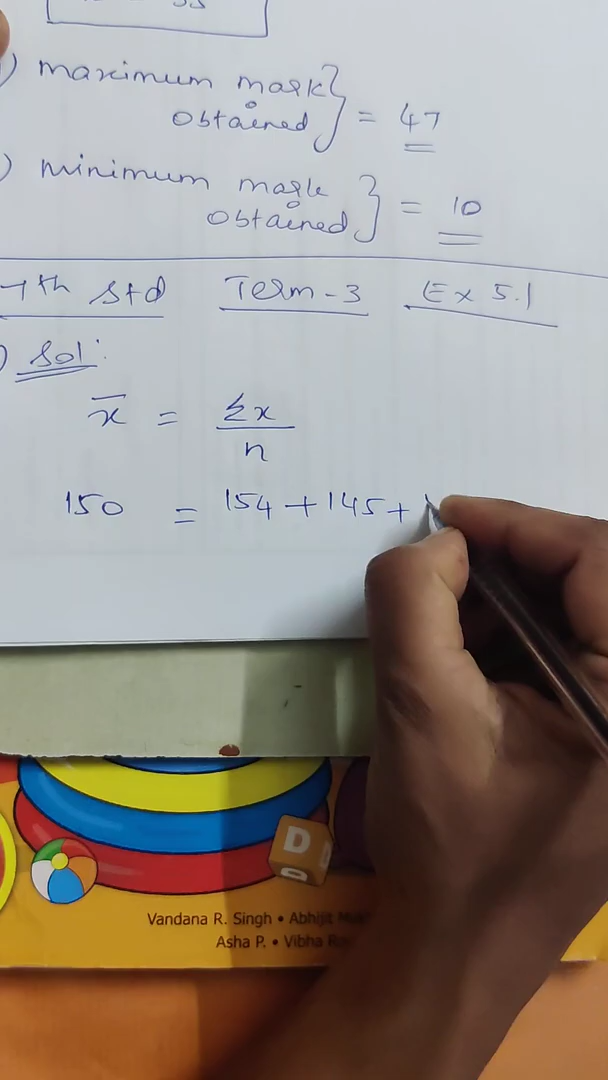 ) maximum mark
obtained } = 47
) minimum mark
obtained } = 10
7th Std Term-3 Ex 5.1
) Sol:
x̄ = Σx
n
150 = 154 + 145 +
D
Vandana R. Singh • Abhijit
Asha P. • Vibha